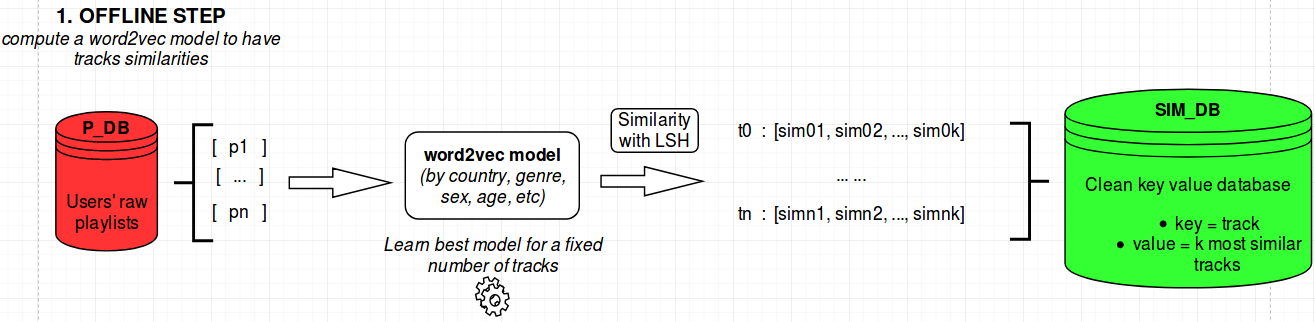 1. OFFLINE STEP
compute a word2vec model to have
tracks similarities
P_DB
Users' raw
playlists
[ p1 ]
[ ... ]
[ pn ]
word2vec model
(by country, genre,
sex, age, etc)
Learn best model for a fixed
number of tracks
Similarity
with LSH
t0 : [sim01, sim02, ..., sim0k]
... ...
tn : [simn1, simn2, ..., simnk]
SIM_DB
Clean key value database
• key = track
• value = k most similar
tracks